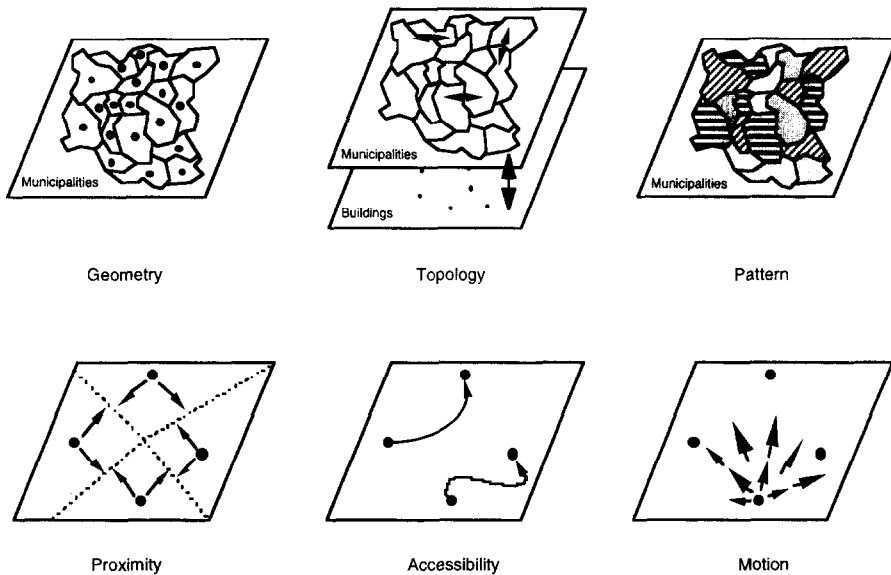 Municipalities
Municipalities
Municipalities
Buildings
Geometry
Topology
Pattern
Proximity
Accessibility
Motion